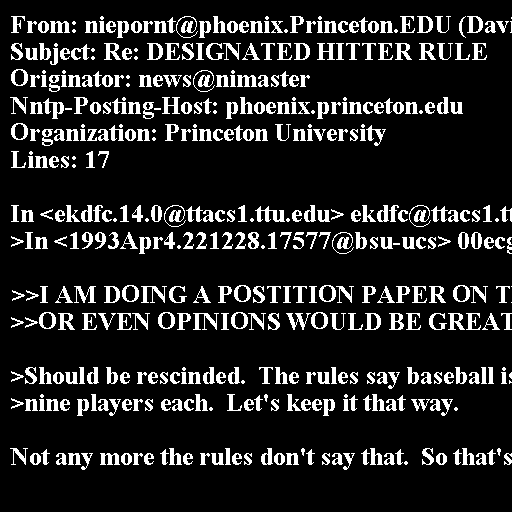 From: niepornt@phoenix.Princeton.EDU (Davi
Subject: Re: DESIGNATED HITTER RULE
Originator: news@nimaster
Nntp-Posting-Host: phoenix.princeton.edu
Organization: Princeton University
Lines: 17

In <ekdfc.14.0@ttacs1.ttu.edu> ekdfc@ttacs1.tt
>In <1993Apr4.221228.17577@bsu-ucs> 00ecg

>>I AM DOING A POSTITION PAPER ON T
>>OR EVEN OPINIONS WOULD BE GREAT

>Should be rescinded.  The rules say baseball is
>nine players each.  Let's keep it that way.

Not any more the rules don't say that.  So that's